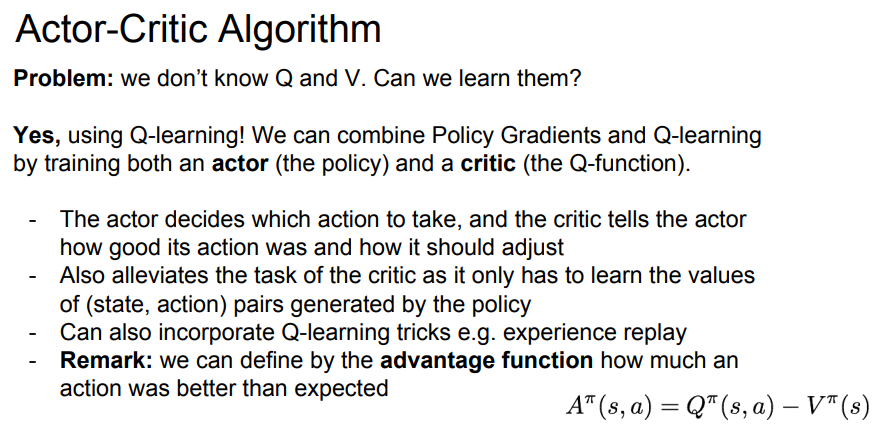 Actor-Critic Algorithm
Problem: we don't know Q and V. Can we learn them?
Yes, using Q-learning! We can combine Policy Gradients and Q-learning
by training both an actor (the policy) and a critic (the Q-function).
- The actor decides which action to take, and the critic tells the actor
how good its action was and how it should adjust
- Also alleviates the task of the critic as it only has to learn the values
of (state, action) pairs generated by the policy
- Can also incorporate Q-learning tricks e.g. experience replay
- Remark: we can define by the advantage function how much an
action was better than expected
A^π(s, a) = Q^π(s, a) − V^π(s)